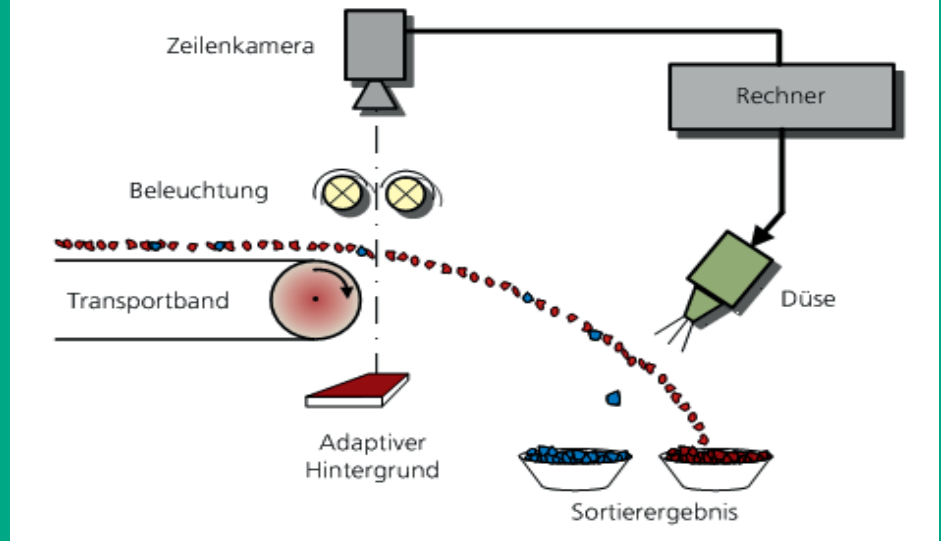 Zeilenkamera
Rechner
Beleuchtung
Transportband
Düse
Adaptiver
Hintergrund
Sortierergebnis